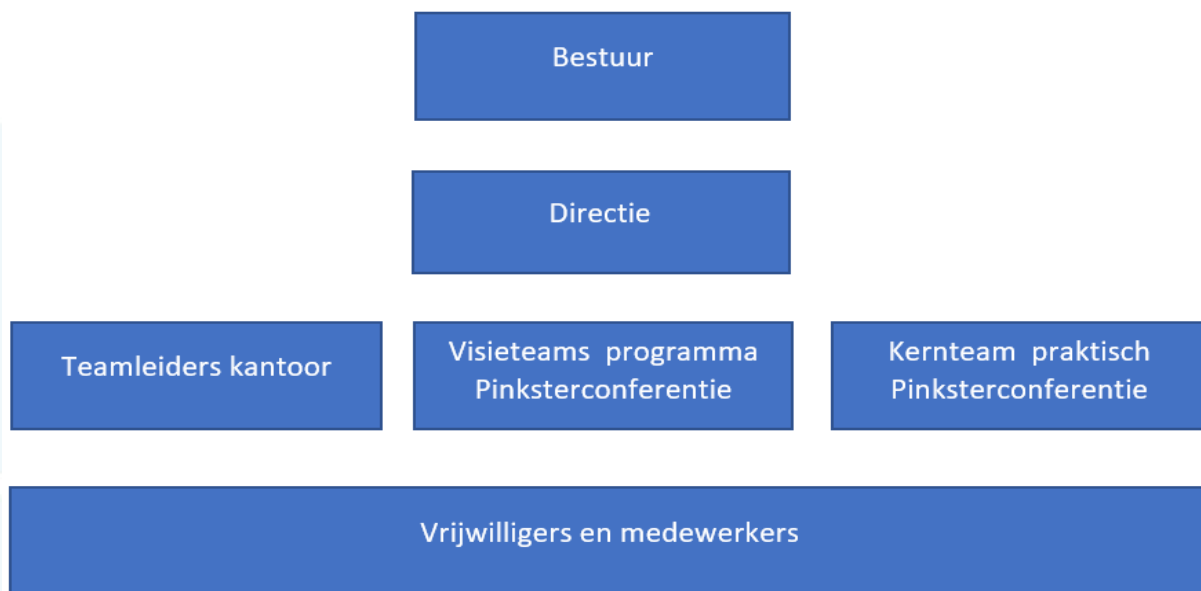 Bestuur
Directie
Teamleiders kantoor
Visieteams programma
Pinksterconferentie
Kernteam praktisch
Pinksterconferentie
Vrijwilligers en medewerkers